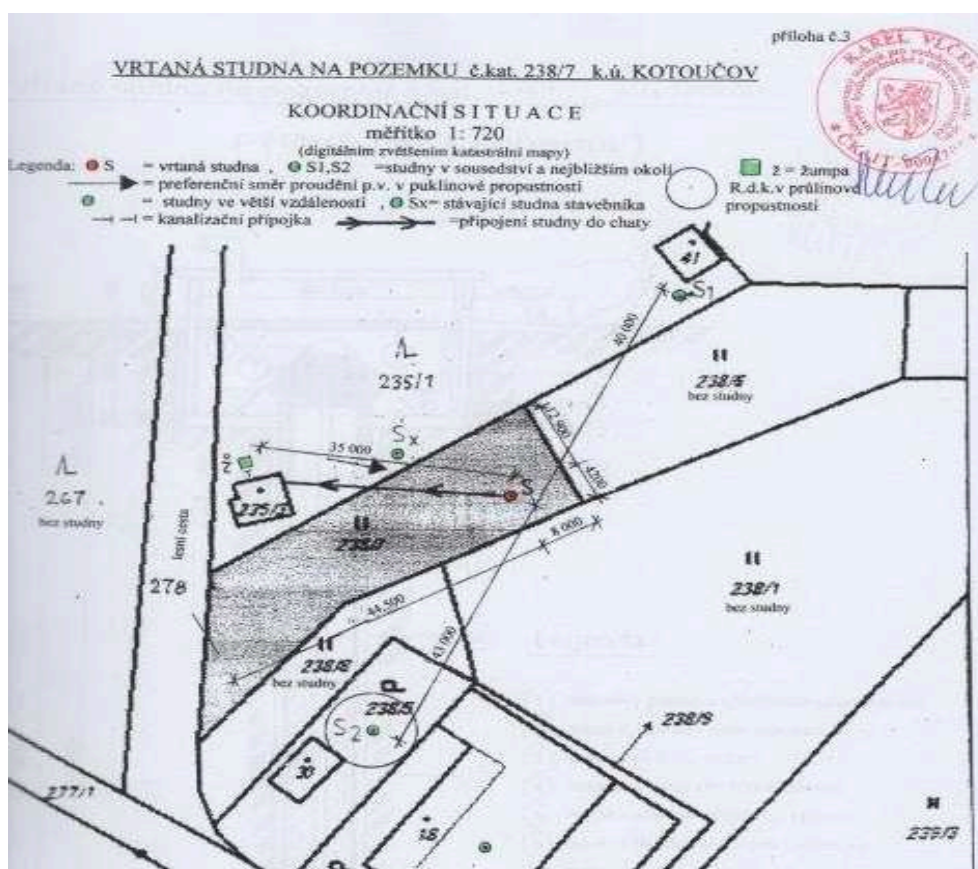 příloha č.3
KAREL VLČEK
VRTANÁ STUDNA NA POZEMKU č.kat. 238/7 k.ú. KOTOUČOV
KOORDINAČNÍ SITUACE
měřítko 1: 720
(digitálním zvětšením katastrální mapy)
Legenda: S = vrtaná studna , S1,S2 =studny v sousedství a nejbližším okolí
ž = žumpa
= preferenční směr proudění p.v. v puklinové propustnosti
R.d.k.v průlinové propustnosti
= studny ve větší vzdálenosti , Sx= stávající studna stavebníka
= kanalizační přípojka =připojení studny do chaty
41
S1
40 000
235/1
238/6
bez studny
12 500
4200
Sx
35 000
ž
S
235/2
267
bez studny
lesní cesta
238/7
8 000
278
238/1
bez studny
44 500
43 000
238/8
bez studny
238/5
S2
30
238/9
277/1
18
239/3